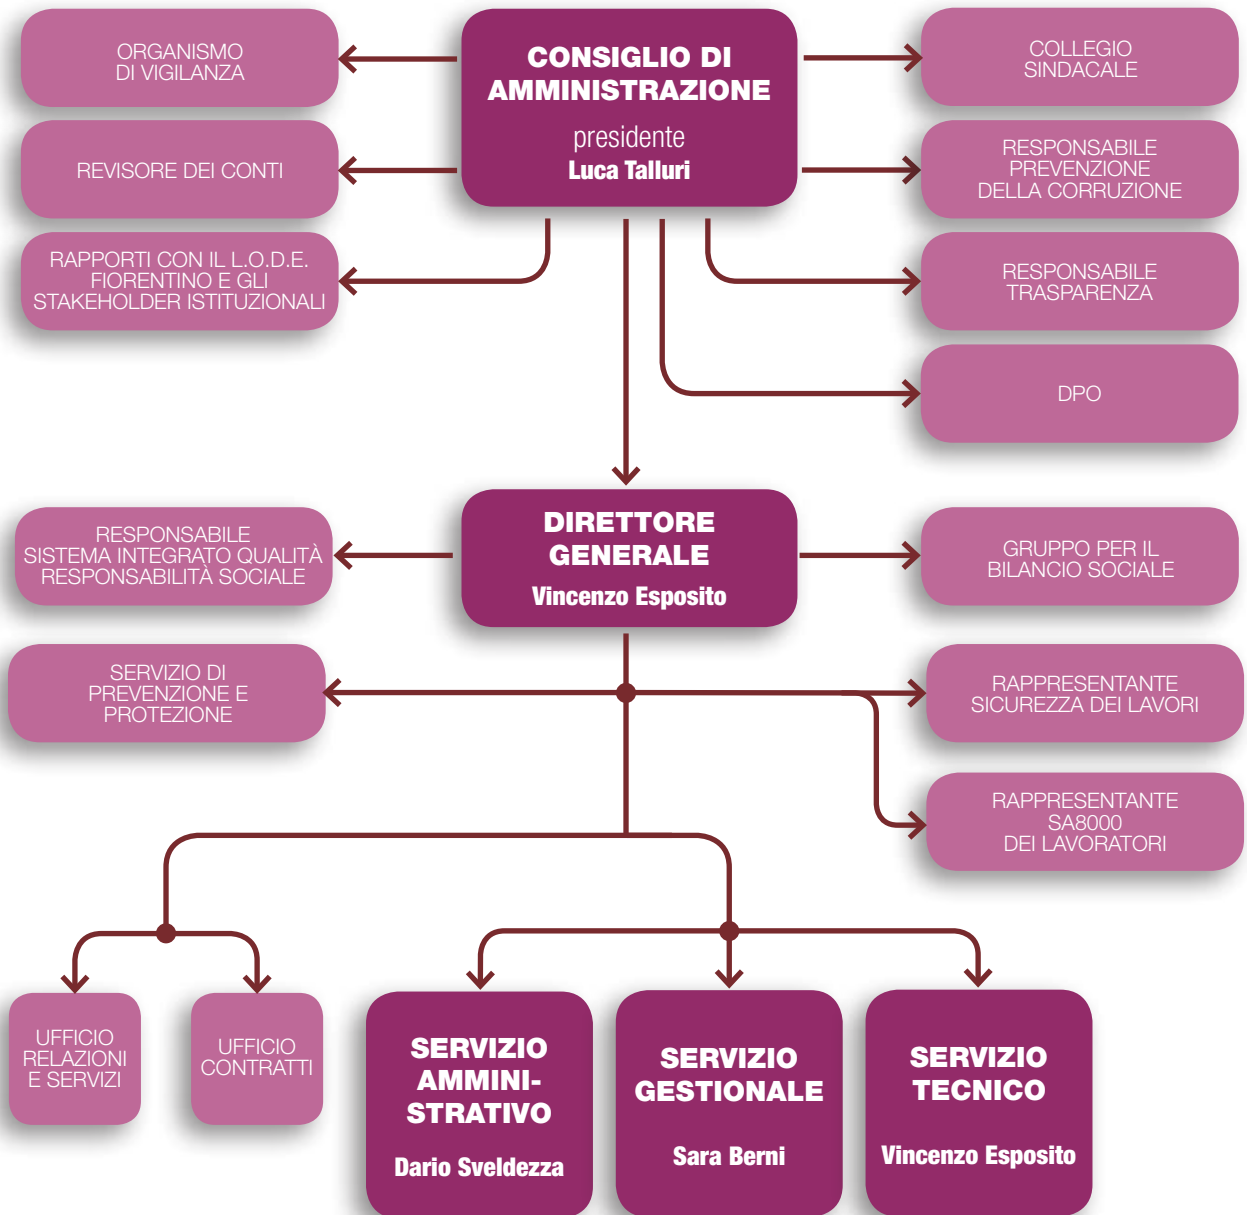 CONSIGLIO DI
AMMINISTRAZIONE
presidente
Luca Talluri
ORGANISMO
DI VIGILANZA
COLLEGIO
SINDACALE
REVISORE DEI CONTI
RESPONSABILE
PREVENZIONE
DELLA CORRUZIONE
RAPPORTI CON IL L.O.D.E.
FIORENTINO E GLI
STAKEHOLDER ISTITUZIONALI
RESPONSABILE
TRASPARENZA
DPO
DIRETTORE
GENERALE
Vincenzo Esposito
RESPONSABILE
SISTEMA INTEGRATO QUALITÀ
RESPONSABILITÀ SOCIALE
GRUPPO PER IL
BILANCIO SOCIALE
SERVIZIO DI
PREVENZIONE E
PROTEZIONE
RAPPRESENTANTE
SICUREZZA DEI LAVORI
RAPPRESENTANTE
SA8000
DEI LAVORATORI
UFFICIO
RELAZIONI
E SERVIZI
UFFICIO
CONTRATTI
SERVIZIO
AMMINI-
STRATIVO
Dario Sveldezza
SERVIZIO
GESTIONALE
Sara Berni
SERVIZIO
TECNICO
Vincenzo Esposito